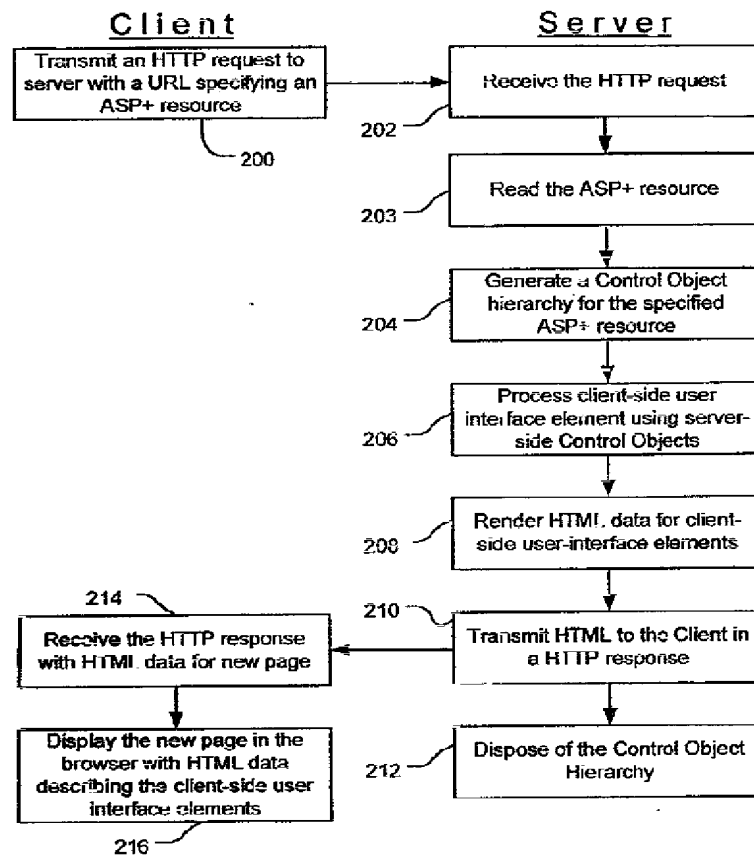 Client
Server
Transmit an HTTP request to
server with a URL specifying an
ASP+ resource
200
Receive the HTTP request
202
Read the ASP+ resource
203
Generate a Control Object
hierarchy for the specified
ASP+ resource
204
Process client-side user
interface element using server-
side Control Objects
206
Render HTML data for client-
side user-interface elements
208
210
Transmit HTML to the Client in
a HTTP response
214
Receive the HTTP response
with HTML data for new page
Display the new page in the
browser with HTML data
describing the client-side user
interface elements
216
Dispose of the Control Object
Hierarchy
212